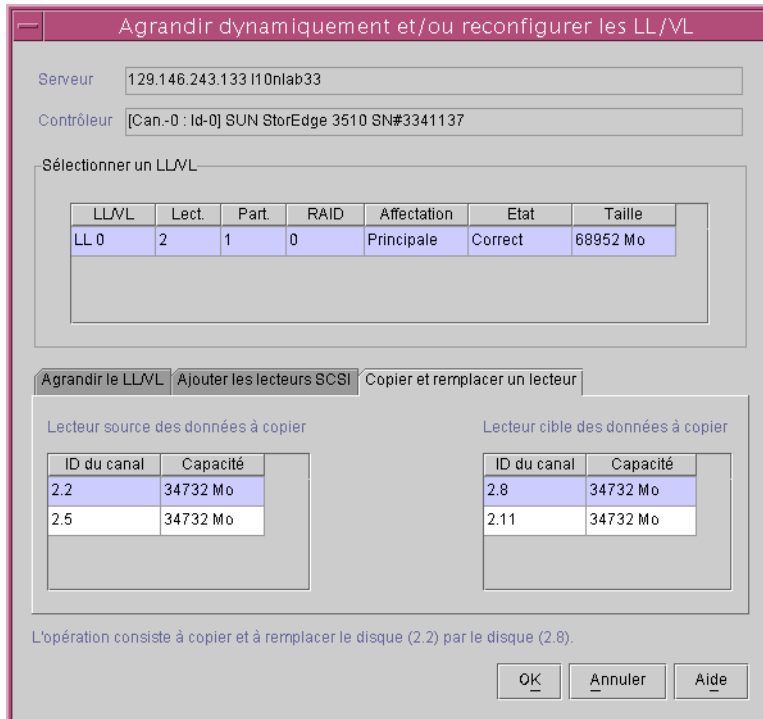 Agrandir dynamiquement et/ou reconfigurer les LL/VL
Serveur 129.146.243.133 l10nlab33
Contrôleur [Can.-0 : Id-0] SUN StorEdge 3510 SN#3341137
Sélectionner un LL/VL
LL/VL Lect. Part. RAID Affectation Etat Taille
LL 0 2 1 0 Principale Correct 68952 Mo
Agrandir le LL/VL Ajouter les lecteurs SCSI Copier et remplacer un lecteur
Lecteur source des données à copier Lecteur cible des données à copier
ID du canal Capacité ID du canal Capacité
2.2 34732 Mo 2.8 34732 Mo
2.5 34732 Mo 2.11 34732 Mo
L'opération consiste à copier et à remplacer le disque (2.2) par le disque (2.8).
OK Annuler Aide